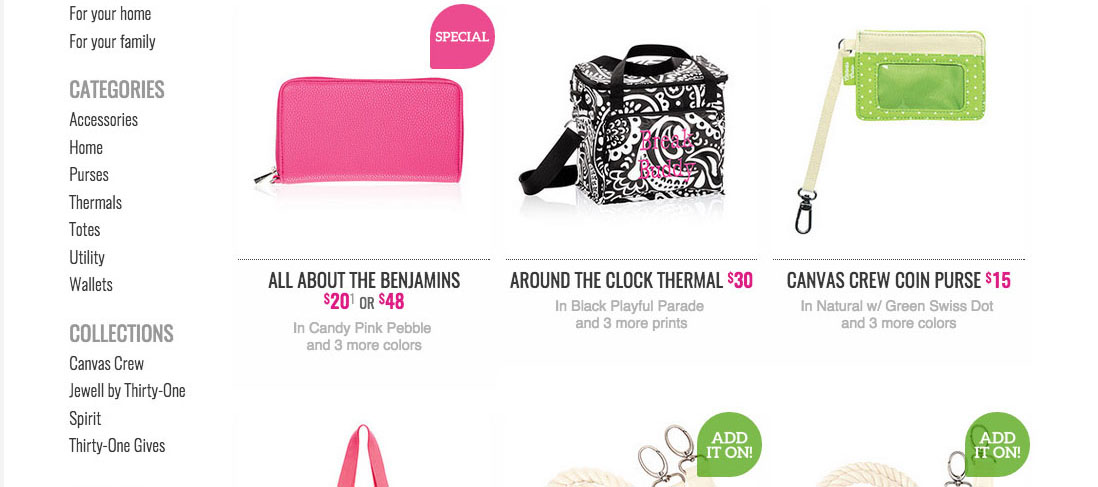 For your home
For your family
CATEGORIES
Accessories
Home
Purses
Thermals
Totes
Utility
Wallets
COLLECTIONS
Canvas Crew
Jewell by Thirty-One
Spirit
Thirty-One Gives
SPECIAL
ALL ABOUT THE BENJAMINS
$20¹ OR $48
In Candy Pink Pebble
and 3 more colors
Break
Buddy
AROUND THE CLOCK THERMAL $30
In Black Playful Parade
and 3 more prints
CANVAS CREW COIN PURSE $15
In Natural w/ Green Swiss Dot
and 3 more colors
ADD
IT ON!
ADD
IT ON!